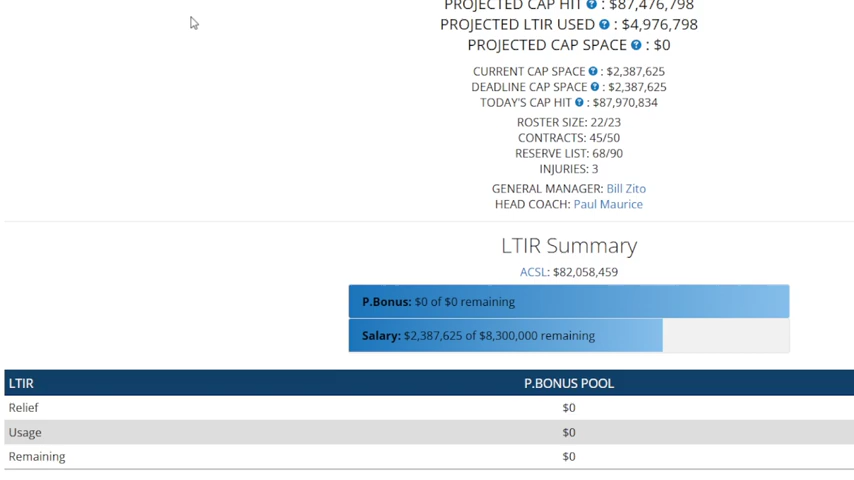 PROJECTED CAP HIT ? : $87,476,798
PROJECTED LTIR USED ? : $4,976,798
PROJECTED CAP SPACE ? : $0
CURRENT CAP SPACE ? : $2,387,625
DEADLINE CAP SPACE ? : $2,387,625
TODAY'S CAP HIT ? : $87,970,834
ROSTER SIZE: 22/23
CONTRACTS: 45/50
RESERVE LIST: 68/90
INJURIES: 3
GENERAL MANAGER: Bill Zito
HEAD COACH: Paul Maurice
LTIR Summary
ACSL: $82,058,459
P.Bonus: $0 of $0 remaining
Salary: $2,387,625 of $8,300,000 remaining
LTIR P.BONUS POOL
Relief $0
Usage $0
Remaining $0